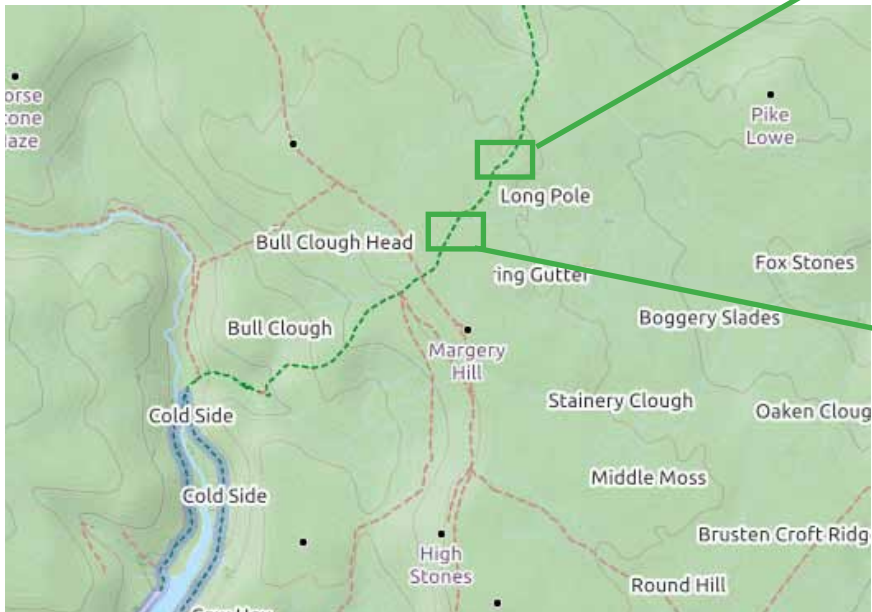 orse
tone
Haze
Pike
Lowe
Long Pole
Bull Clough Head
ring Gutter
Fox Stones
Bull Clough
Boggery Slades
Margery
Hill
Cold Side
Stainery Clough
Oaken Cloug
Middle Moss
Cold Side
Brusten Croft Ridg
High
Stones
Round Hill